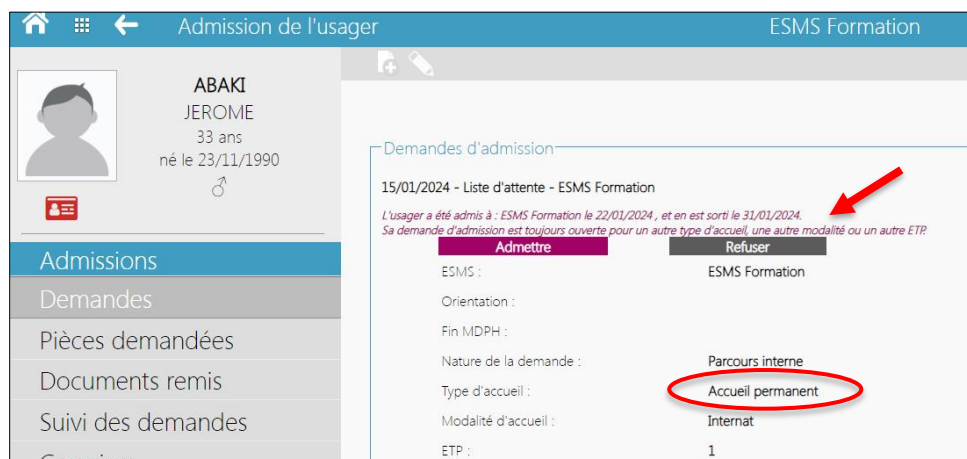 Admission de l'usager
ESMS Formation
ABAKI
JEROME
33 ans
né le 23/11/1990
Admissions
Demandes
Pièces demandées
Documents remis
Suivi des demandes
Demandes d'admission
15/01/2024 - Liste d'attente - ESMS Formation
L'usager a été admis à : ESMS Formation le 22/01/2024 , et en est sorti le 31/01/2024.
Sa demande d'admission est toujours ouverte pour un autre type d'accueil, une autre modalité ou un autre ETP.
Admettre Refuser
ESMS : ESMS Formation
Orientation :
Fin MDPH :
Nature de la demande : Parcours interne
Type d'accueil : Accueil permanent
Modalité d'accueil : Internat
ETP : 1